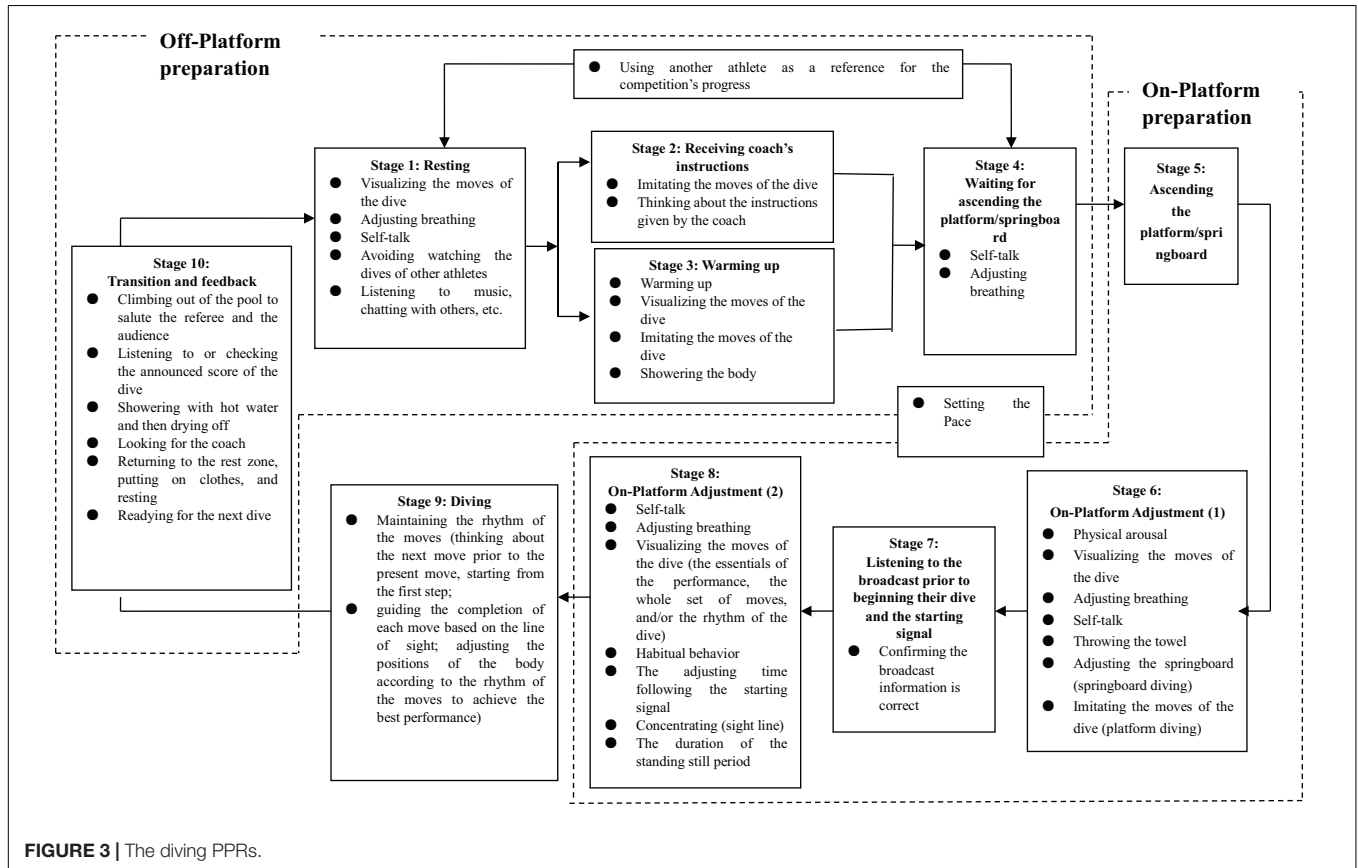 Off-Platform
preparation
● Using another athlete as a reference for the
competition's progress
On-Platform
preparation
Stage 1: Resting
● Visualizing the moves of
the dive
● Adjusting breathing
● Self-talk
● Avoiding watching the
dives of other athletes
● Listening to music,
chatting with others, etc.
Stage 2: Receiving coach's
instructions
● Imitating the moves of the dive
● Thinking about the instructions
given by the coach
Stage 3: Warming up
● Warming up
● Visualizing the moves of the
dive
● Imitating the moves of the
dive
● Showering the body
Stage 4:
Waiting for
ascending the
platform/springboa
rd
● Self-talk
● Adjusting
breathing
Stage 5:
Ascending
the
platform/spri
ngboard
Stage 10:
Transition and feedback
● Climbing out of the pool to
salute the referee and the
audience
● Listening to or checking
the announced score of the
dive
● Showering with hot water
and then drying off
● Looking for the coach
● Returning to the rest zone,
putting on clothes, and
resting
● Readying for the next dive
● Setting the
Pace
Stage 9: Diving
● Maintaining the rhythm of
the moves (thinking about
the next move prior to the
present move, starting from
the first step;
● guiding the completion of
each move based on the line
of sight; adjusting the
positions of the body
according to the rhythm of
the moves to achieve the
best performance)
Stage 8:
On-Platform Adjustment (2)
● Self-talk
● Adjusting breathing
● Visualizing the moves of
the dive (the essentials of
the performance, the
whole set of moves,
and/or the rhythm of the
dive)
● Habitual behavior
● The adjusting time
following the starting
signal
● Concentrating (sight line)
● The duration of the
standing still period
Stage 7:
Listening to the
broadcast prior to
beginning their dive
and the starting
signal
● Confirming the
broadcast
information is
correct
Stage 6:
On-Platform Adjustment (1)
● Physical arousal
● Visualizing the moves of
the dive
● Adjusting breathing
● Self-talk
● Throwing the towel
● Adjusting the springboard
(springboard diving)
● Imitating the moves of the
dive (platform diving)
FIGURE 3 | The diving PPRs.